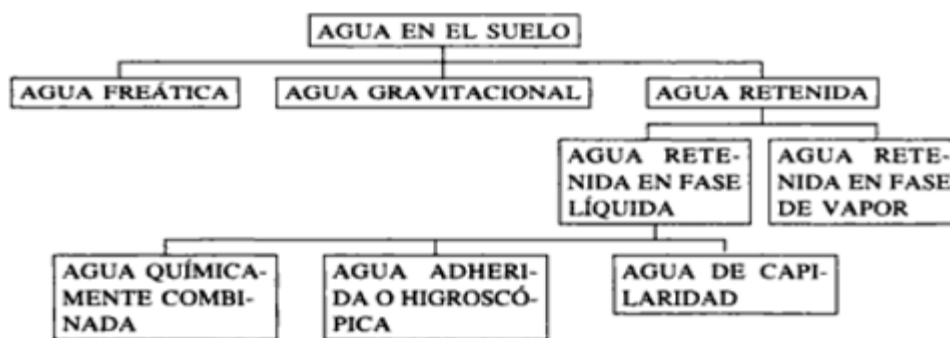 AGUA EN EL SUELO
AGUA FREÁTICA
AGUA GRAVITACIONAL
AGUA RETENIDA
AGUA RETE-
NIDA EN FASE
LÍQUIDA
AGUA RETE-
NIDA EN FASE
DE VAPOR
AGUA QUÍMICA-
MENTE COMBI-
NADA
AGUA ADHERI-
DA O HIGROSCÓ-
PICA
AGUA DE CAPI-
LARIDAD